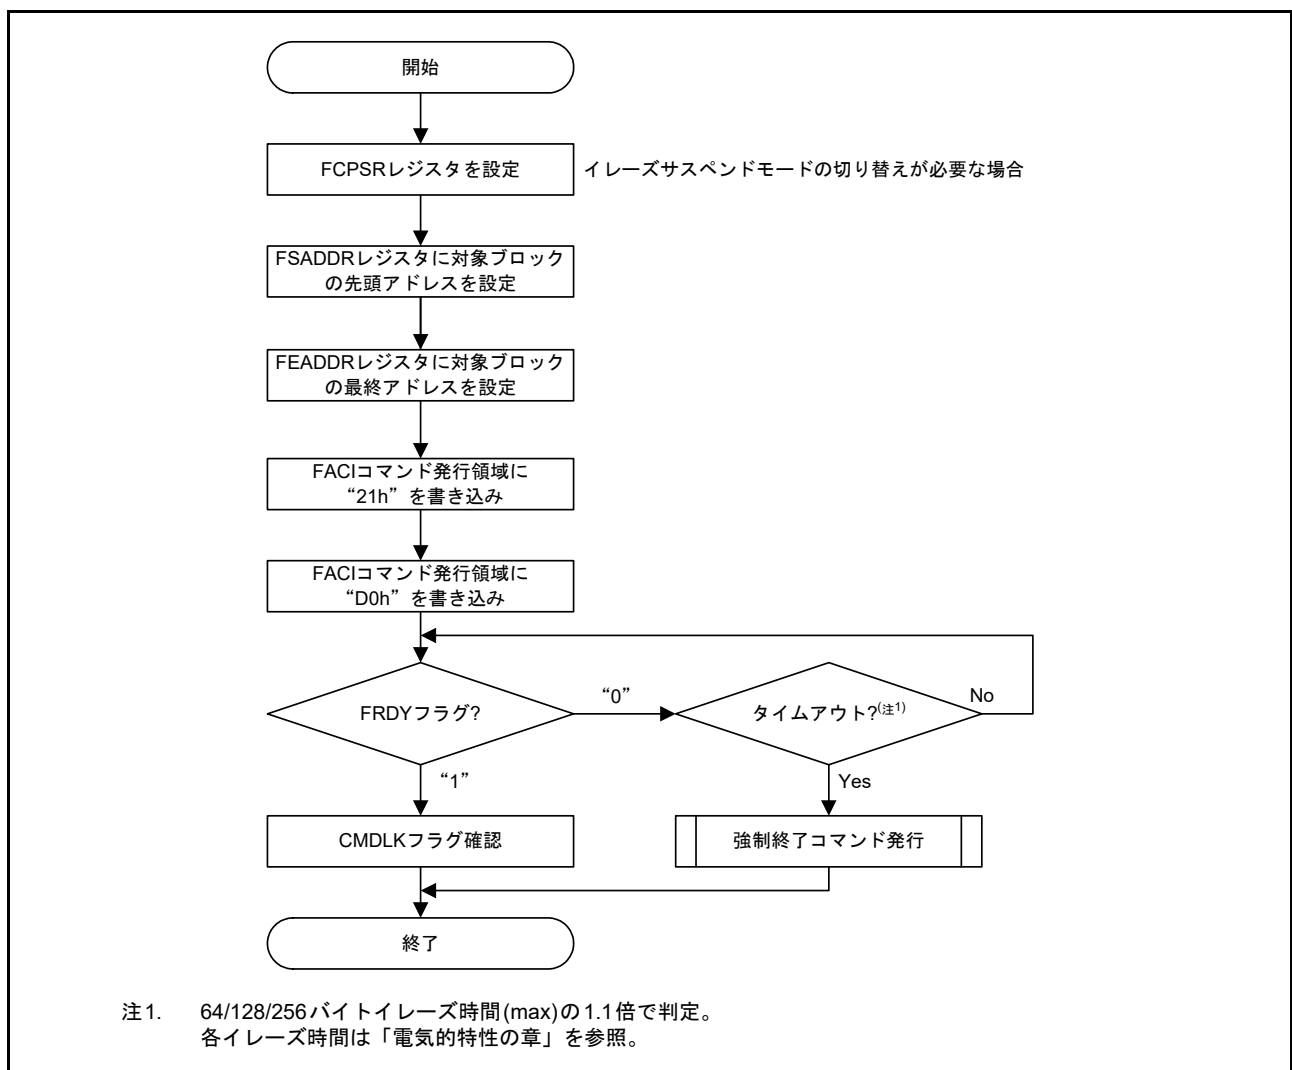 開始
FCPSRレジスタを設定
イレーズサスペンドモードの切り替えが必要な場合
FSADDRレジスタに対象ブロック
の先頭アドレスを設定
FEADDRレジスタに対象ブロック
の最終アドレスを設定
FACIコマンド発行領域に
“21h”を書き込み
FACIコマンド発行領域に
“D0h”を書き込み
FRDYフラグ?
“0”
タイムアウト?(注1)
No
“1”
Yes
CMDLKフラグ確認
強制終了コマンド発行
終了
注1. 64/128/256バイトイレーズ時間(max)の1.1倍で判定。
各イレーズ時間は「電気的特性の章」を参照。